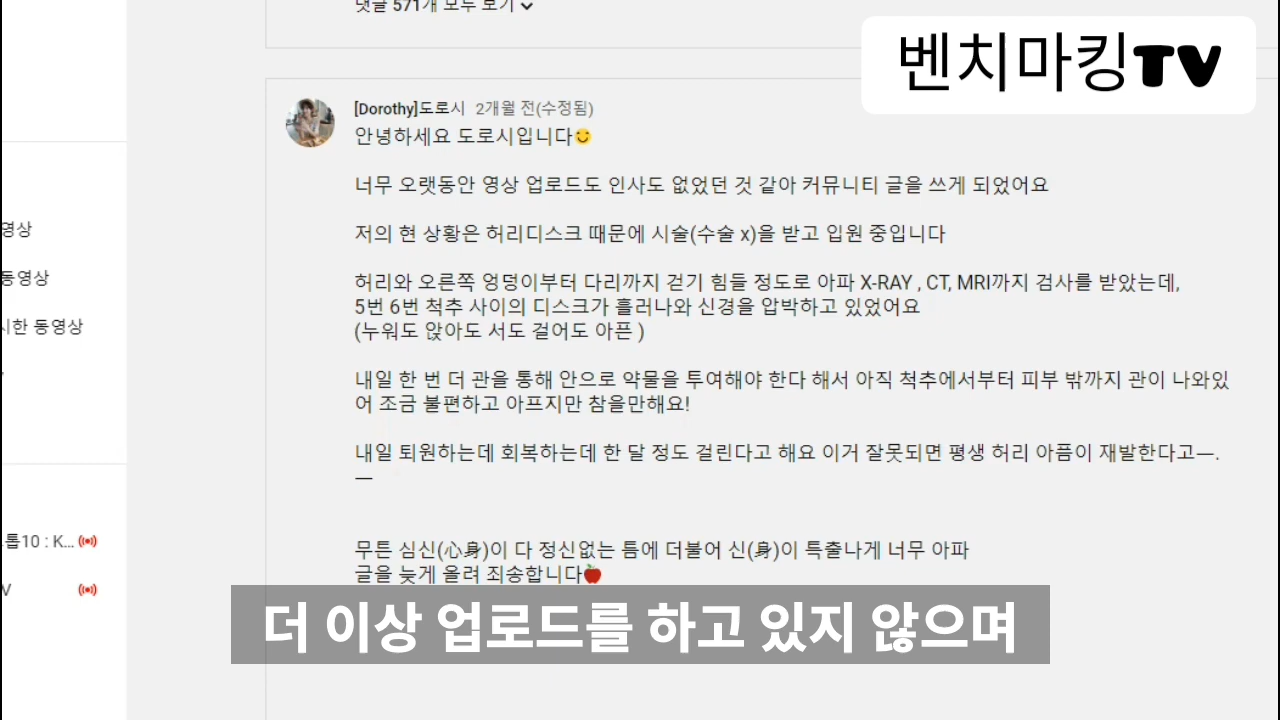 댓글 571개 모두 보기
벤치마킹TV
[Dorothy]도로시 2개월 전(수정됨)
안녕하세요 도로시입니다😊
너무 오랫동안 영상 업로드도 인사도 없었던 것 같아 커뮤니티 글을 쓰게 되었어요
저의 현 상황은 허리디스크 때문에 시술(수술 x)을 받고 입원 중입니다
허리와 오른쪽 엉덩이부터 다리까지 걷기 힘들 정도로 아파 X-RAY , CT, MRI까지 검사를 받았는데,
5번 6번 척추 사이의 디스크가 흘러나와 신경을 압박하고 있었어요
(누워도 앉아도 서도 걸어도 아픈 )
내일 한 번 더 관을 통해 안으로 약물을 투여해야 한다 해서 아직 척추에서부터 피부 밖까지 관이 나와있
어 조금 불편하고 아프지만 참을만해요!
내일 퇴원하는데 회복하는데 한 달 정도 걸린다고 해요 이거 잘못되면 평생 허리 아픔이 재발한다고ㅡ.
ㅡ
무튼 심신(心身)이 다 정신없는 틈에 더불어 신(身)이 특출나게 너무 아파
글을 늦게 올려 죄송합니다🍎
영상
동영상
시한 동영상
톱10 : K...
V
더 이상 업로드를 하고 있지 않으며